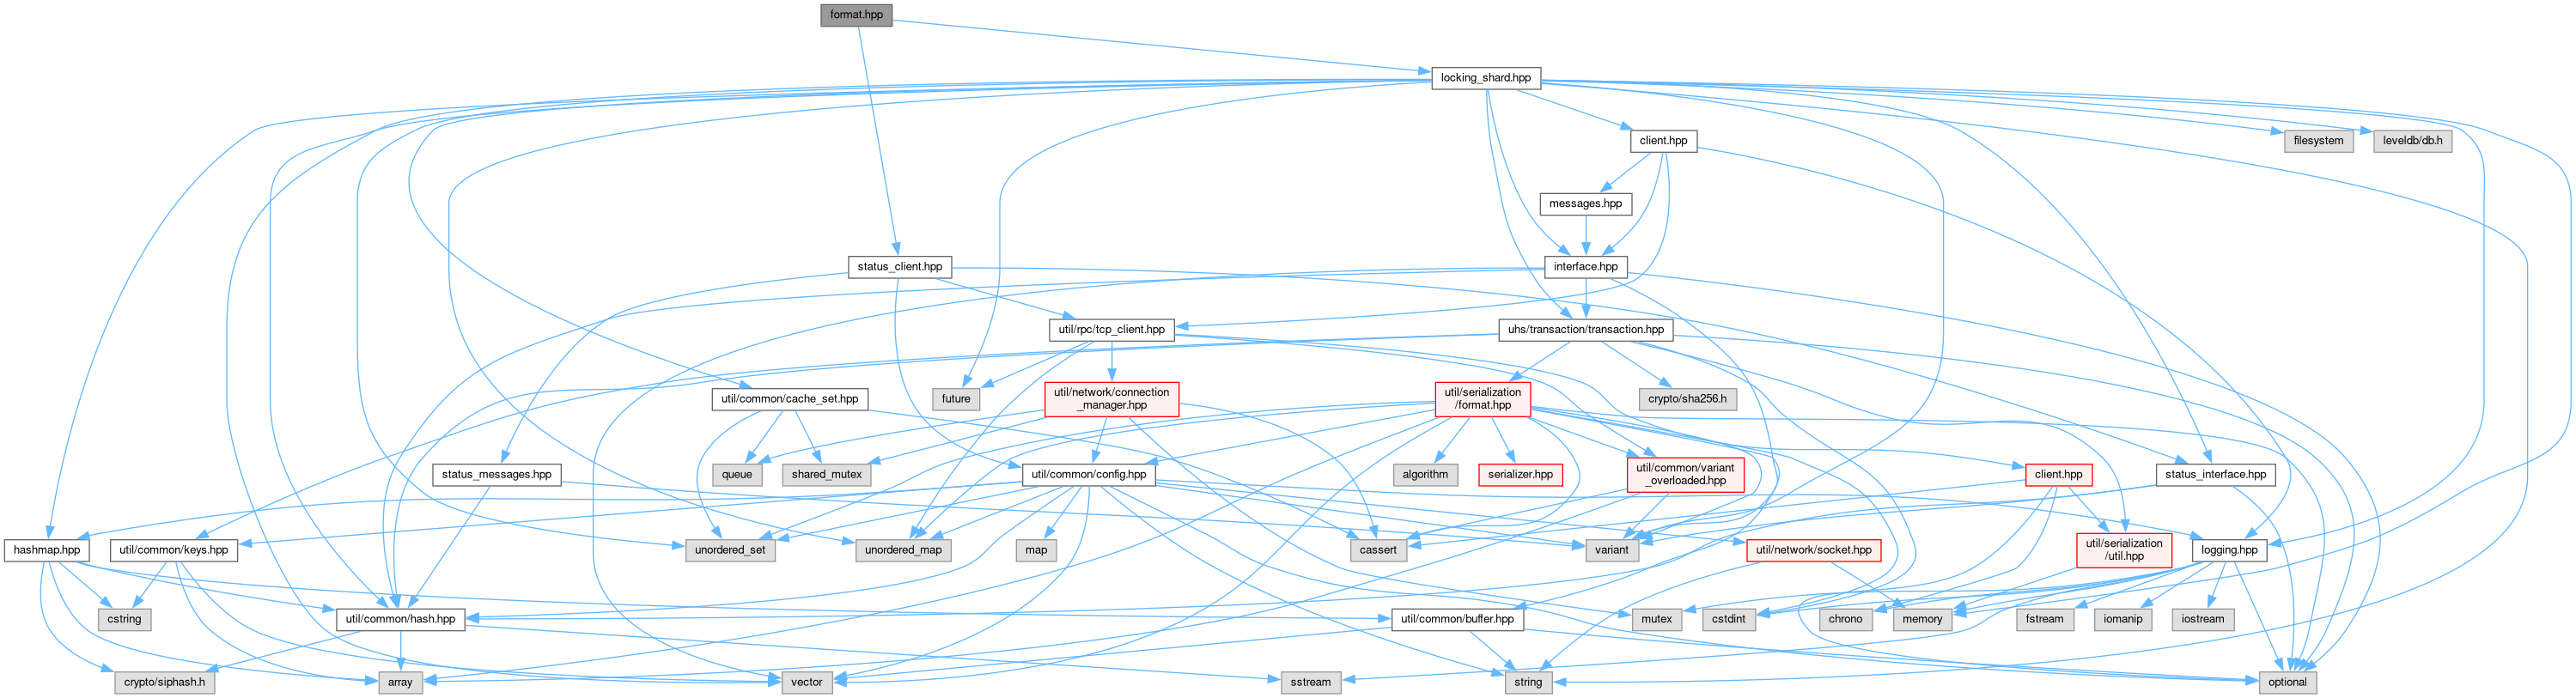 format.hpp
locking_shard.hpp
client.hpp
filesystem
leveldb/db.h
messages.hpp
status_client.hpp
interface.hpp
util/rpc/tcp_client.hpp
uhs/transaction/transaction.hpp
util/common/cache_set.hpp
future
util/network/connection
_manager.hpp
util/serialization
/format.hpp
crypto/sha256.h
status_messages.hpp
queue
shared_mutex
util/common/config.hpp
algorithm
serializer.hpp
util/common/variant
_overloaded.hpp
client.hpp
status_interface.hpp
hashmap.hpp
util/common/keys.hpp
unordered_set
unordered_map
map
cassert
variant
util/network/socket.hpp
util/serialization
/util.hpp
logging.hpp
cstring
util/common/hash.hpp
util/common/buffer.hpp
mutex
cstdint
chrono
memory
fstream
iomanip
iostream
crypto/siphash.h
array
vector
sstream
string
optional